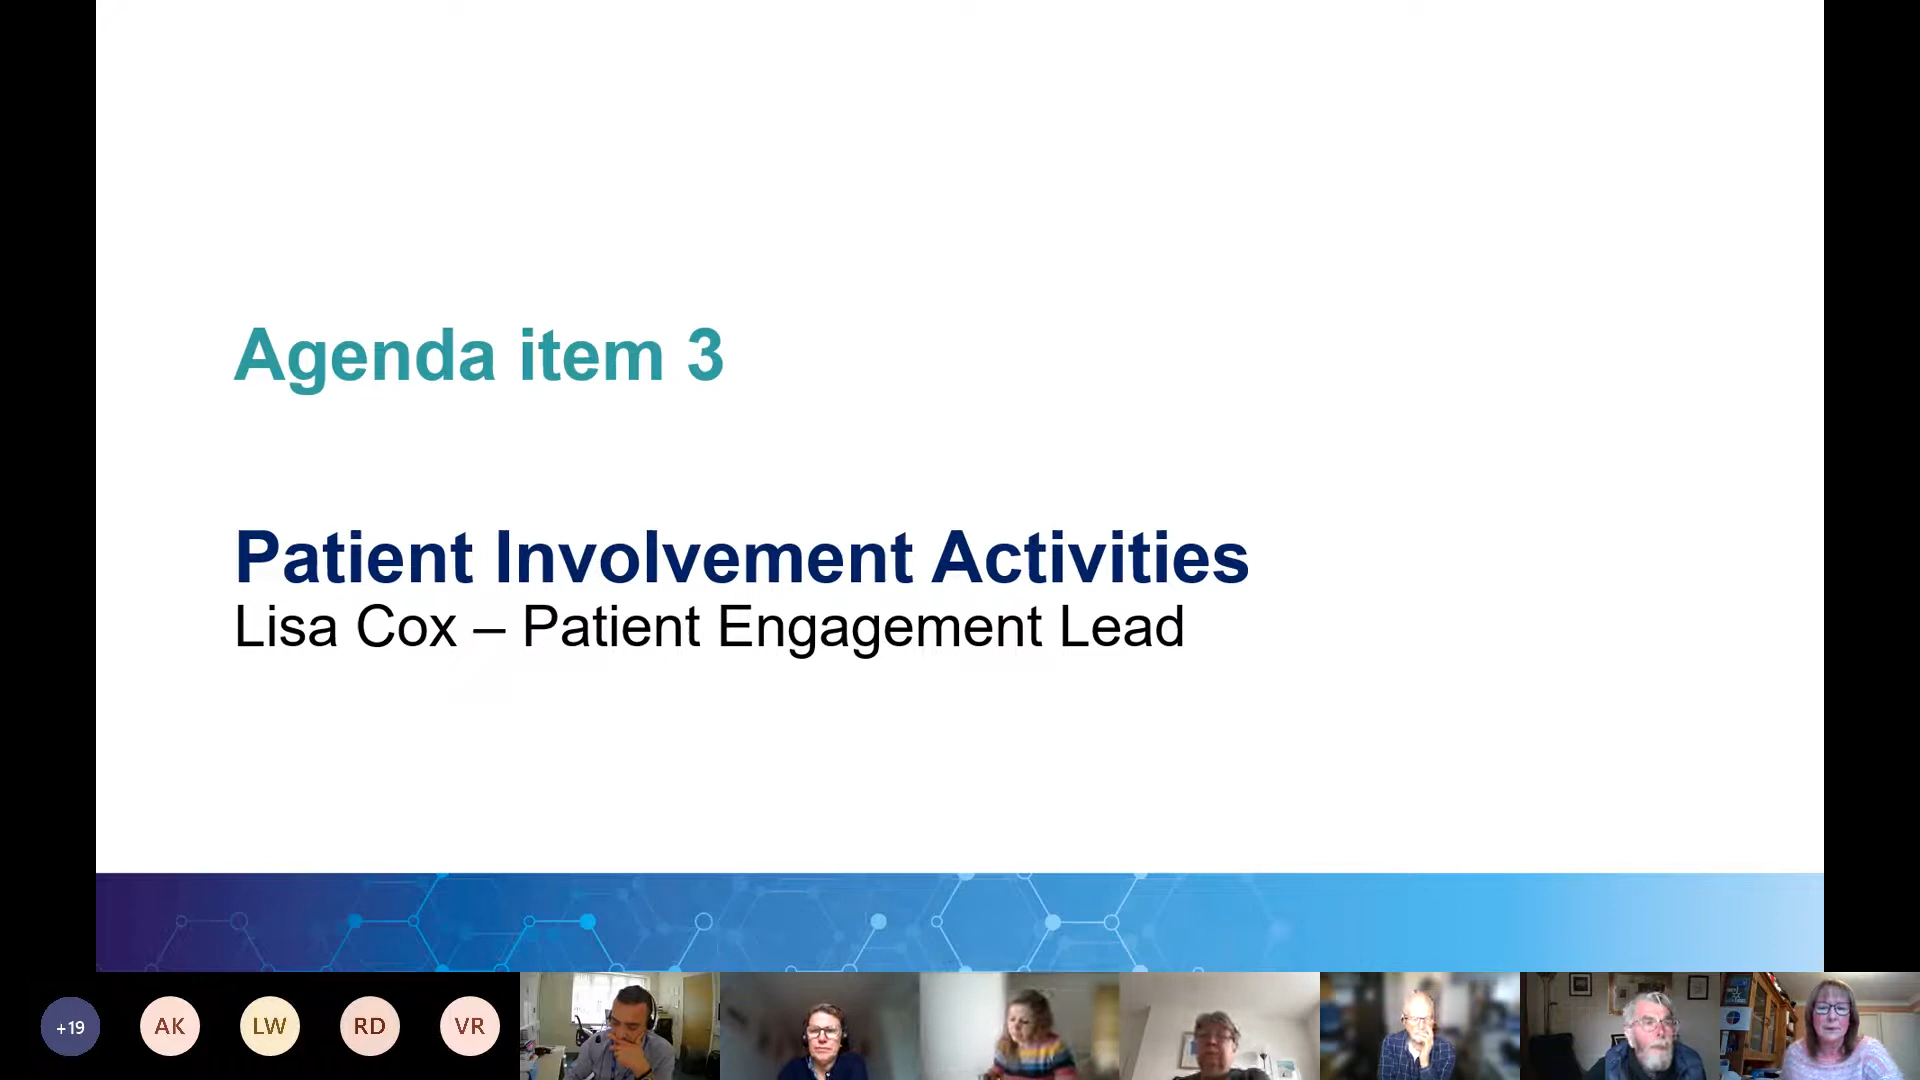 Agenda item 3
Patient Involvement Activities
Lisa Cox – Patient Engagement Lead
+19
AK
LW
RD
VR